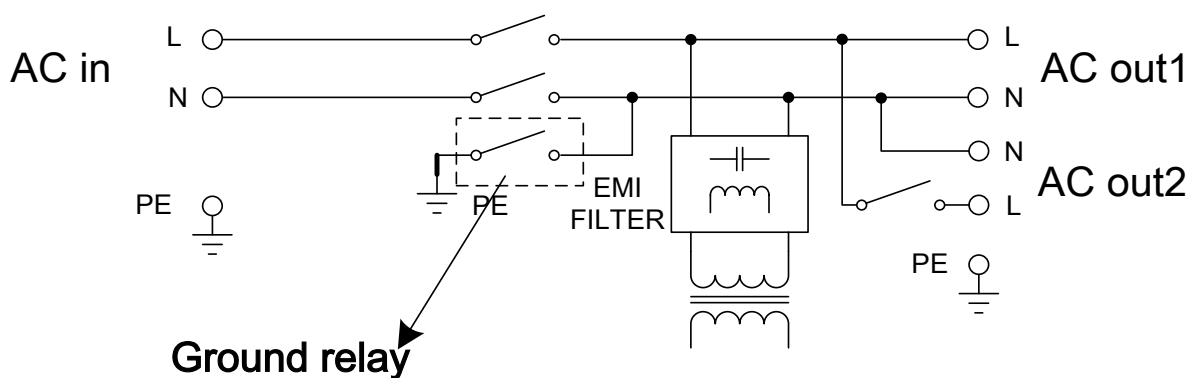 L
L
AC in
AC out1
N
N
N
PE
EMI
FILTER
AC out2
PE
L
PE
Ground relay